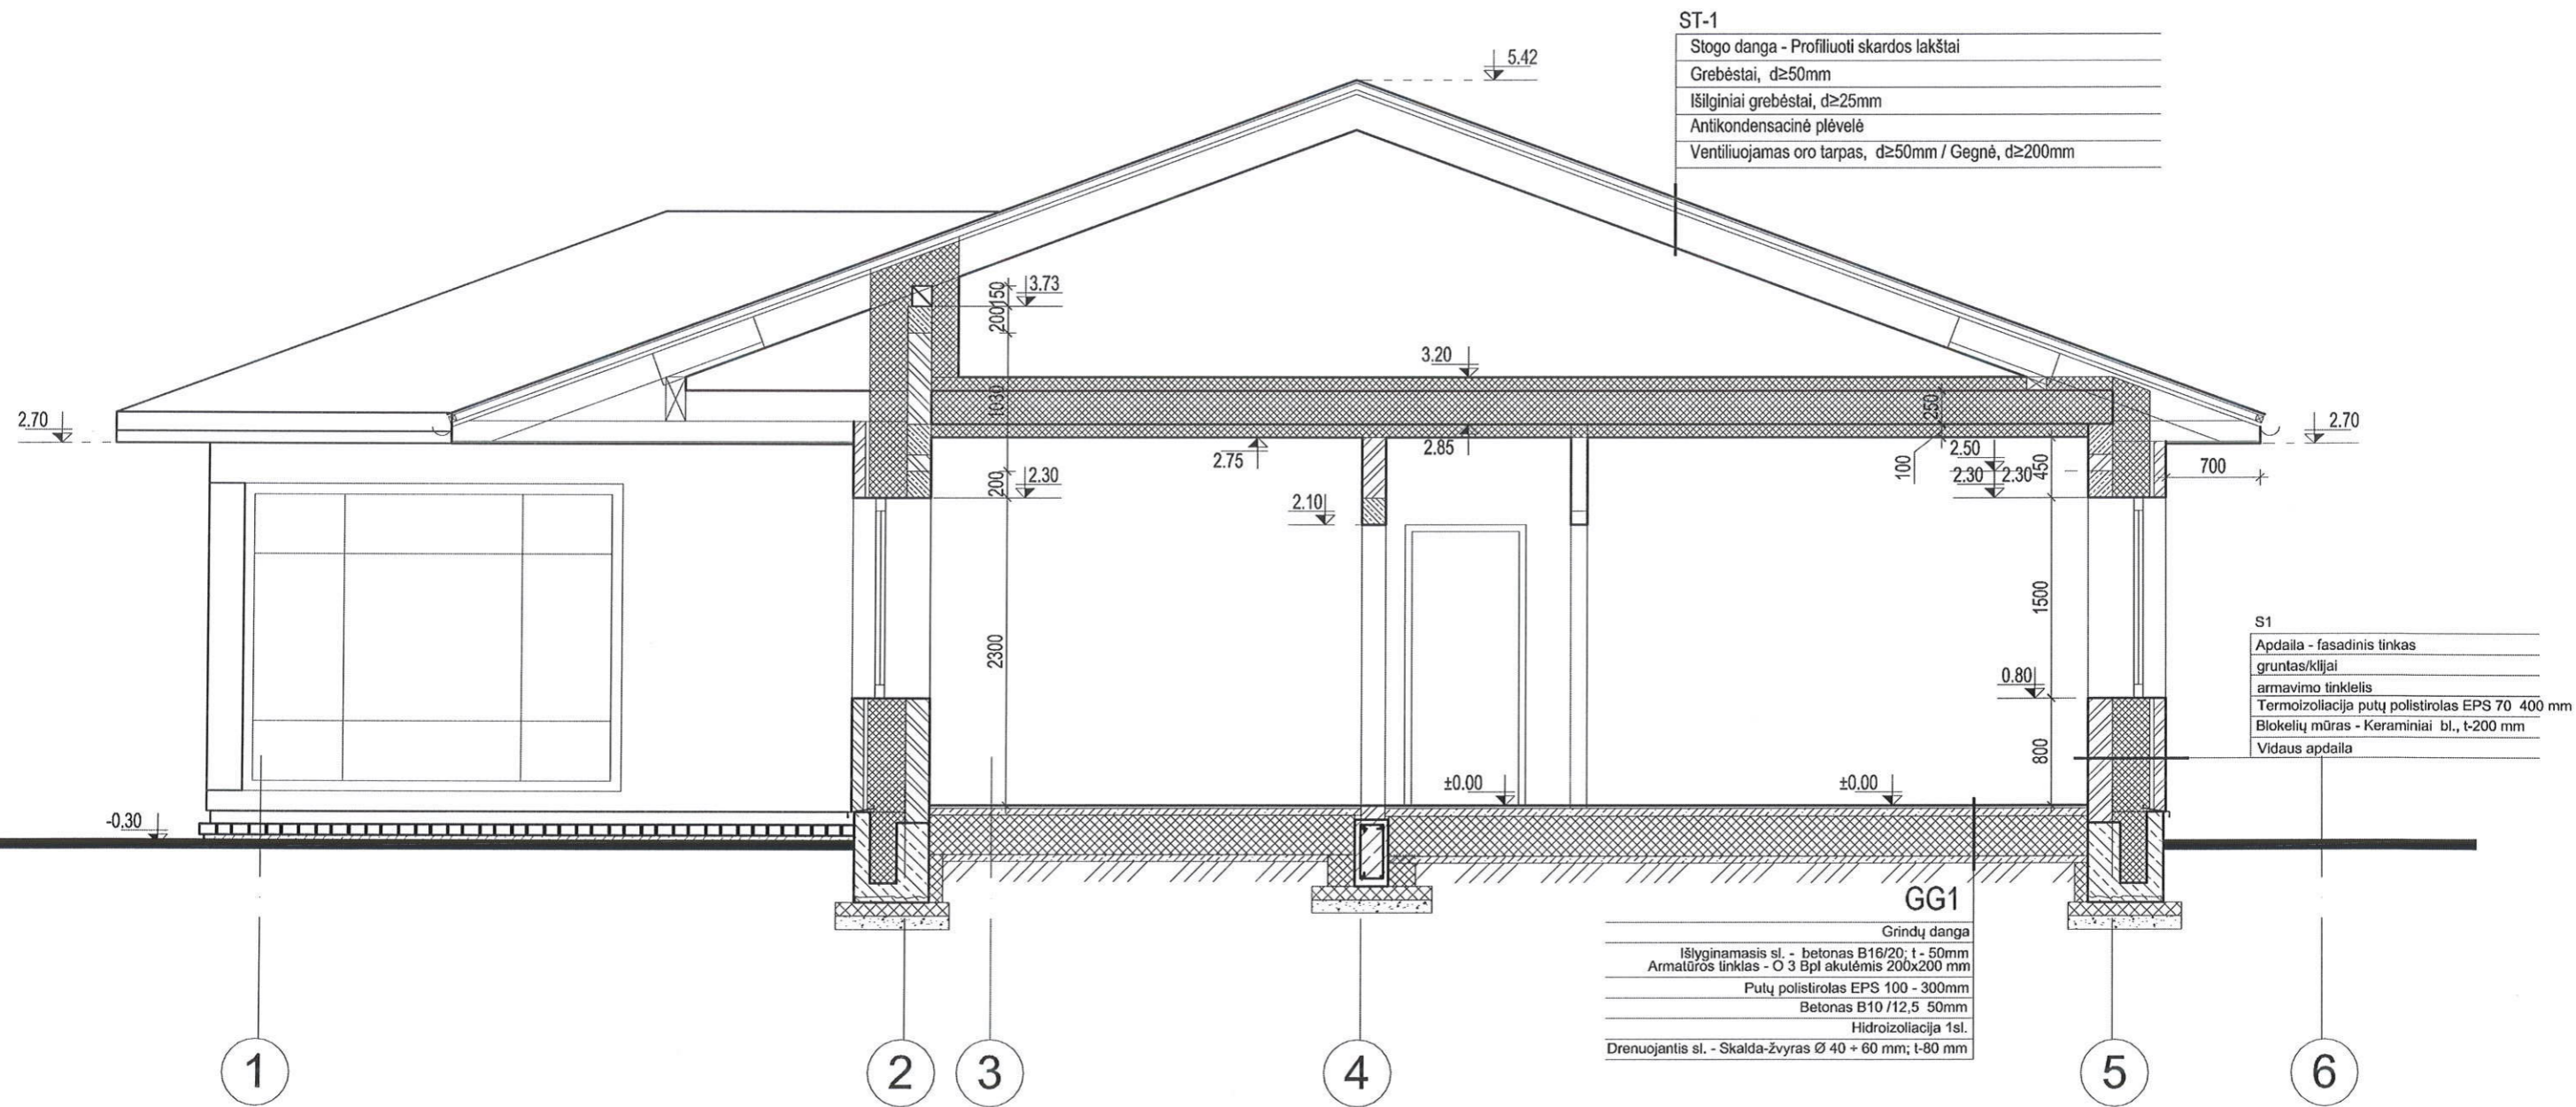 ST-1
Stogo danga - Profiliuoti skardos lakštai
Grebėstai, d≥50mm
Išilginiai grebėstai, d≥25mm
Antikondensacinė plėvelė
Ventiliuojamas oro tarpas, d≥50mm / Gegnė, d≥200mm
5.42
3.73
150
200
3.20
1030
250
2.70
2.70
2.75
2.85
100
2.50
450
2.30
2.30
700
200
2.30
2.10
2300
1500
0.80
800
S1
Apdaila - fasadinis tinkas
gruntas/klijai
armavimo tinklelis
Termoizoliacija putų polistirolas EPS 70 400 mm
Blokelių mūras - Keraminiai bl., t-200 mm
Vidaus apdaila
±0.00
±0.00
-0.30
GG1
Grindų danga
Išlyginamasis sl. - betonas B16/20; t - 50mm
Armatūros tinklas - O 3 BpI akutėmis 200x200 mm
Putų polistirolas EPS 100 - 300mm
Betonas B10 /12,5 50mm
Hidroizoliacija 1sl.
Drenuojantis sl. - Skalda-žvyras Ø 40 ÷ 60 mm; t-80 mm
1
2
3
4
5
6